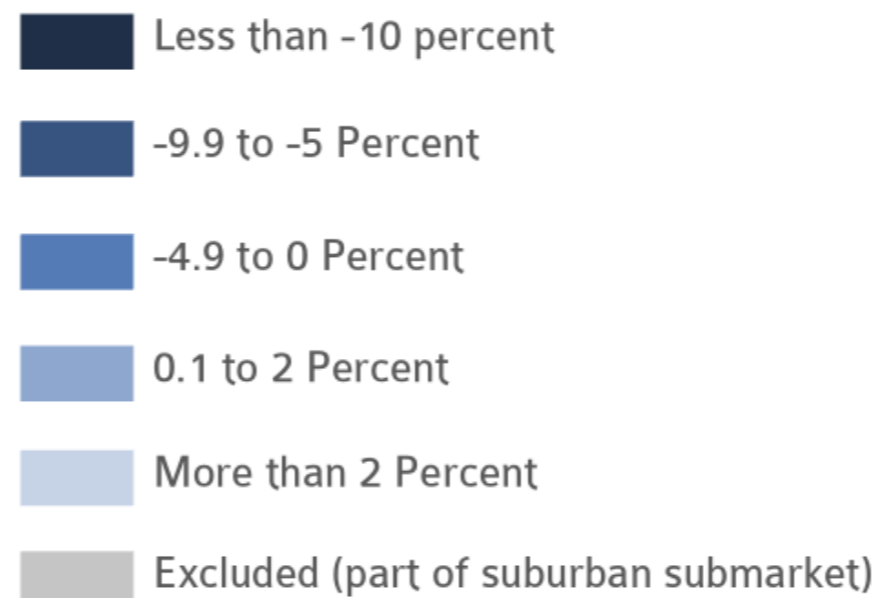 Less than -10 percent
-9.9 to -5 Percent
-4.9 to 0 Percent
0.1 to 2 Percent
More than 2 Percent
Excluded (part of suburban submarket)